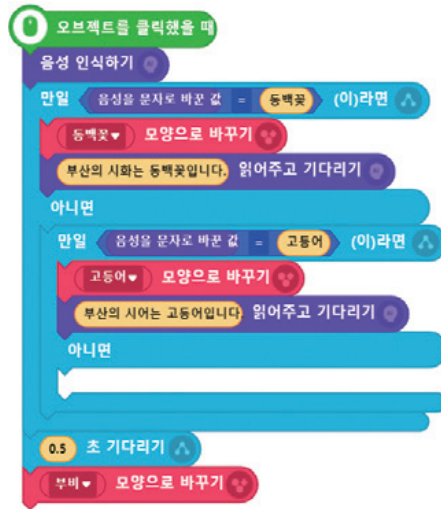 오브젝트를 클릭했을 때
음성 인식하기
만일 음성을 문자로 바꾼 값 = 동백꽃 (이)라면
동백꽃▼ 모양으로 바꾸기
부산의 시화는 동백꽃입니다. 읽어주고 기다리기
아니면
만일 음성을 문자로 바꾼 값 = 고등어 (이)라면
고등어▼ 모양으로 바꾸기
부산의 시어는 고등어입니다. 읽어주고 기다리기
아니면
0.5 초 기다리기
부비▼ 모양으로 바꾸기